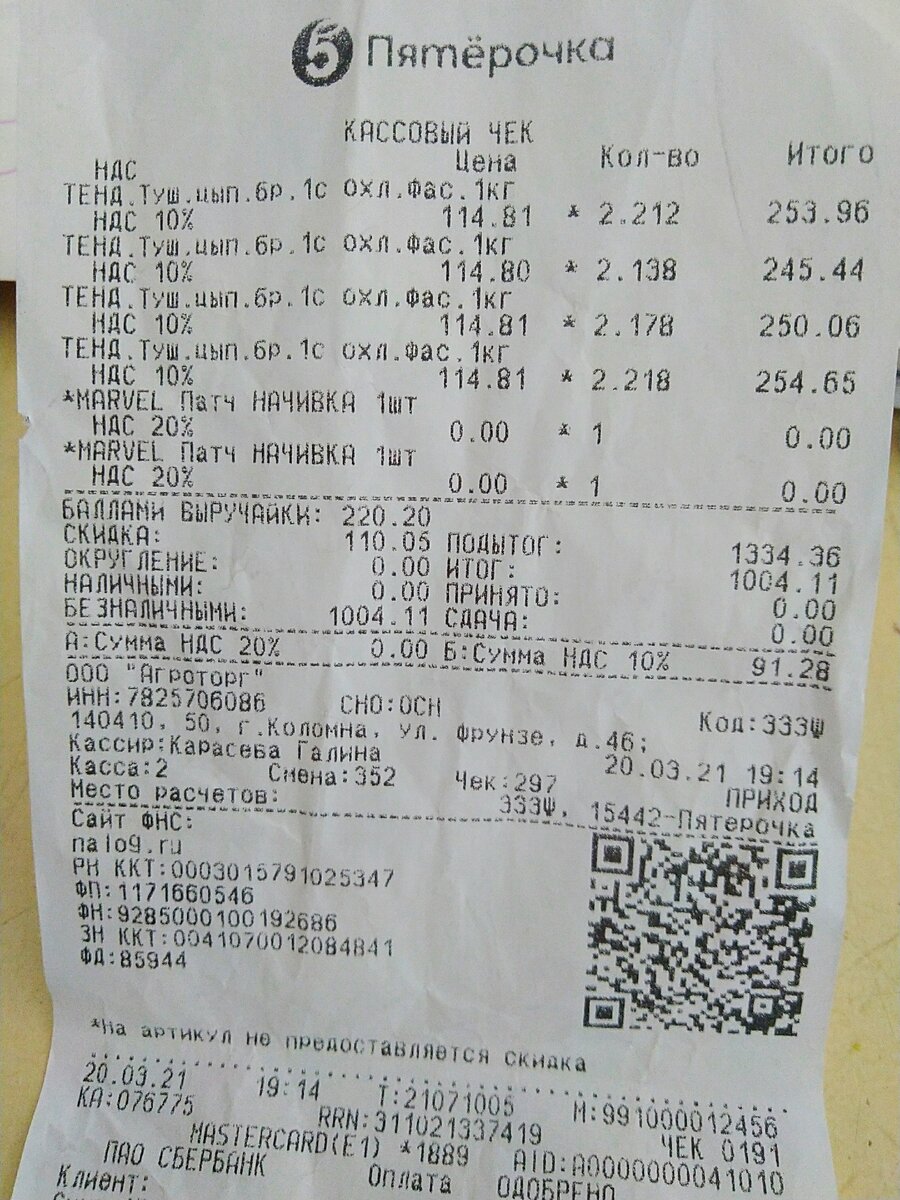 5 Пятёрочка
КАССОВЫЙ ЧЕК
НДС Цена Кол-во Итого
ТЕНД.Туш.цып.бр.1с охл.фас.1кг
НДС 10% 114.81 * 2.212 253.96
ТЕНД.Туш.цып.бр.1с охл.фас.1кг
НДС 10% 114.80 * 2.138 245.44
ТЕНД.Туш.цып.бр.1с охл.фас.1кг
НДС 10% 114.81 * 2.178 250.06
ТЕНД.Туш.цып.бр.1с охл.фас.1кг
НДС 10% 114.81 * 2.218 254.65
*MARVEL Патч НАЧИВКА 1шт
НДС 20% 0.00 * 1 0.00
*MARVEL Патч НАЧИВКА 1шт
НДС 20% 0.00 * 1 0.00
БАЛЛАМИ ВЫРУЧАЙКИ: 220.20
СКИДКА: 110.05 ПОДЫТОГ: 1334.36
ОКРУГЛЕНИЕ: 0.00 ИТОГ: 1004.11
НАЛИЧНЫМИ: 0.00 ПРИНЯТО: 0.00
БЕЗНАЛИЧНЫМИ: 1004.11 СДАЧА: 0.00
А:Сумма НДС 20% 0.00 Б:Сумма НДС 10% 91.28
ООО "Агроторг"
ИНН:7825706086 СНО:ОСН Код:333Ψ
140410, 50, г.Коломна, ул. Фрунзе, д.46;
Кассир:Карасева Галина 20.03.21 19:14
Касса:2 Смена:352 Чек:297 ПРИХОД
Место расчетов: 333Ψ, 15442-Пятерочка
Сайт ФНС:
nalog.ru
РН ККТ:0003015791025347
ФП:1171660546
ФН:9285000100192686
ЗН ККТ:0041070012084841
ФД:85944
*На артикул не предоставляется скидка
20.03.21 19:14 Т:21071005 М:991000012456
КА:076775 RRN:311021337419 ЧЕК 0191
MASTERCARD(E1) *1889 AID:A0000000041010
ПАО СБЕРБАНК Оплата ОДОБРЕНО
Клиент: